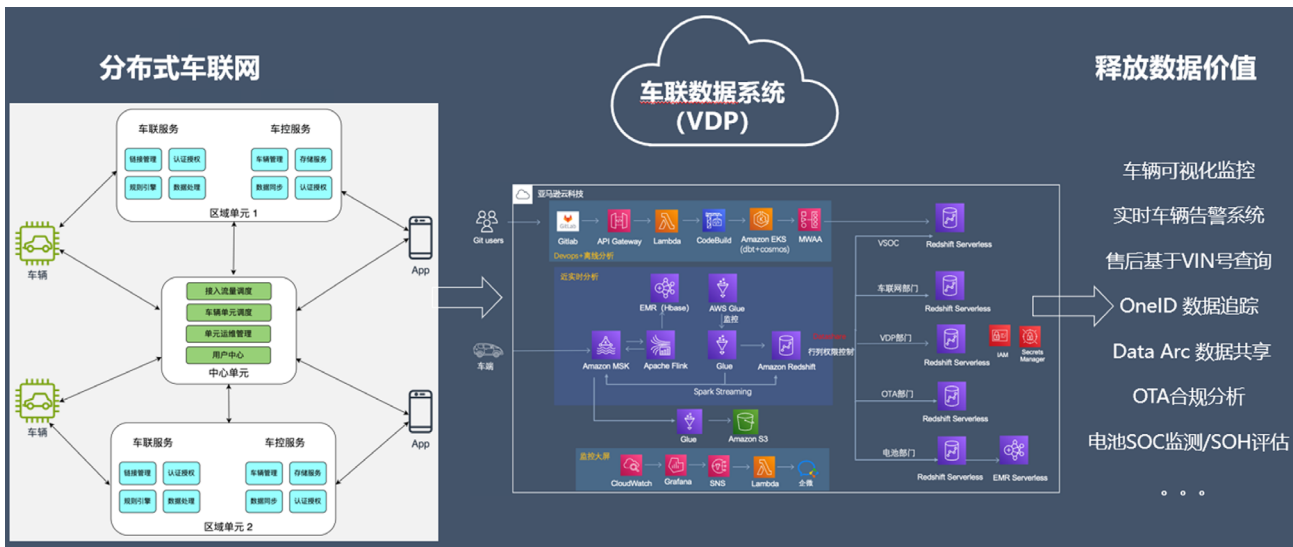 分布式车联网
车联服务
车控服务
链接管理
认证授权
车辆管理
存储服务
规则引擎
数据处理
数据同步
认证授权
区域单元 1
车辆
App
接入流量调度
车辆单元调度
单元运维管理
用户中心
中心单元
车辆
App
车联服务
车控服务
链接管理
认证授权
车辆管理
存储服务
规则引擎
数据处理
数据同步
认证授权
区域单元 2
车联数据系统
(VDP)
亚马逊云科技
Git users
GitLab
Gitlab
API Gateway
Lambda
CodeBuild
Amazon EKS
(dbt+cosmos)
MWAA
Devops+离线分析
近实时分析
EMR（Hbase）
AWS Glue
监控
车端
Amazon MSK
Apache Flink
Glue
Amazon Redshift
行列权限控制
Spark Streaming
Glue
Amazon S3
监控大屏
CloudWatch
Grafana
SNS
Lambda
企微
VSOC
Redshift Serverless
车联网部门
Redshift Serverless
VDP部门
Redshift Serverless
IAM
Secrets
Manager
OTA部门
Redshift Serverless
电池部门
Redshift Serverless
EMR Serverless
释放数据价值
车辆可视化监控
实时车辆告警系统
售后基于VIN号查询
OneID 数据追踪
Data Arc 数据共享
OTA合规分析
电池SOC监测/SOH评估
。。。